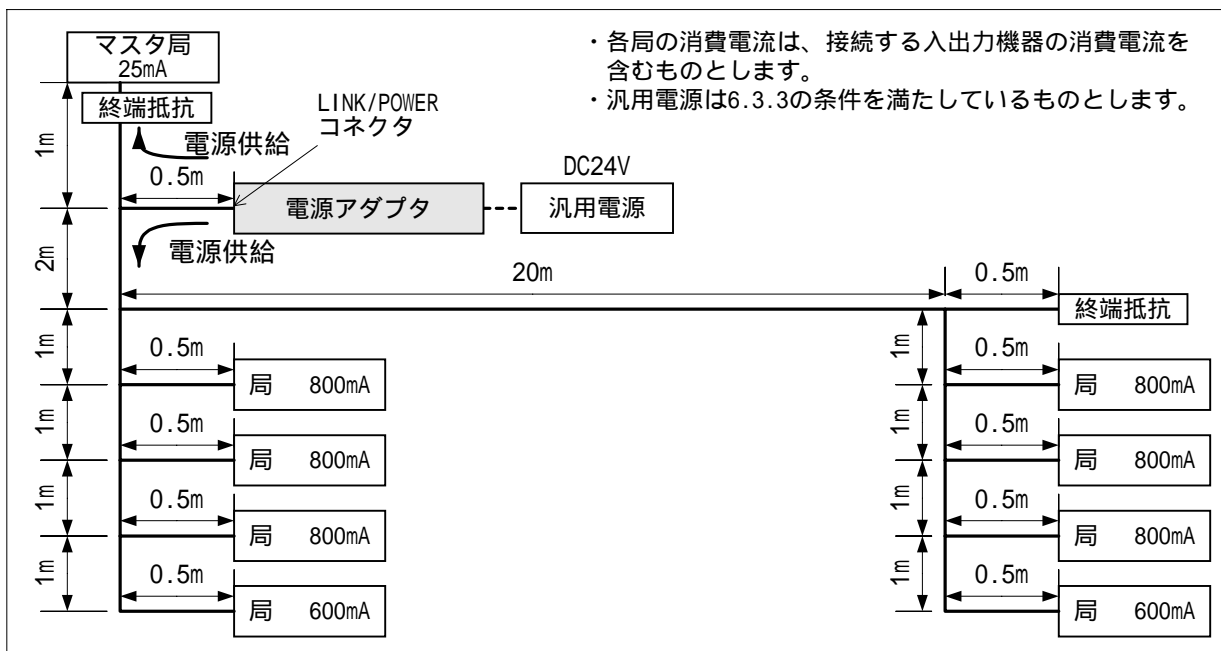 マスタ局
25mA
・各局の消費電流は、接続する入出力機器の消費電流を
含むものとします。
・汎用電源は6.3.3の条件を満たしているものとします。
終端抵抗
LINK/POWER
コネクタ
1m
電源供給
0.5m
DC24V
電源アダプタ
汎用電源
電源供給
2m
20m
0.5m
終端抵抗
1m
0.5m
局 800mA
1m
0.5m
局 800mA
1m
0.5m
局 800mA
1m
0.5m
局 800mA
1m
0.5m
局 800mA
1m
0.5m
局 800mA
1m
0.5m
局 600mA
1m
0.5m
局 600mA